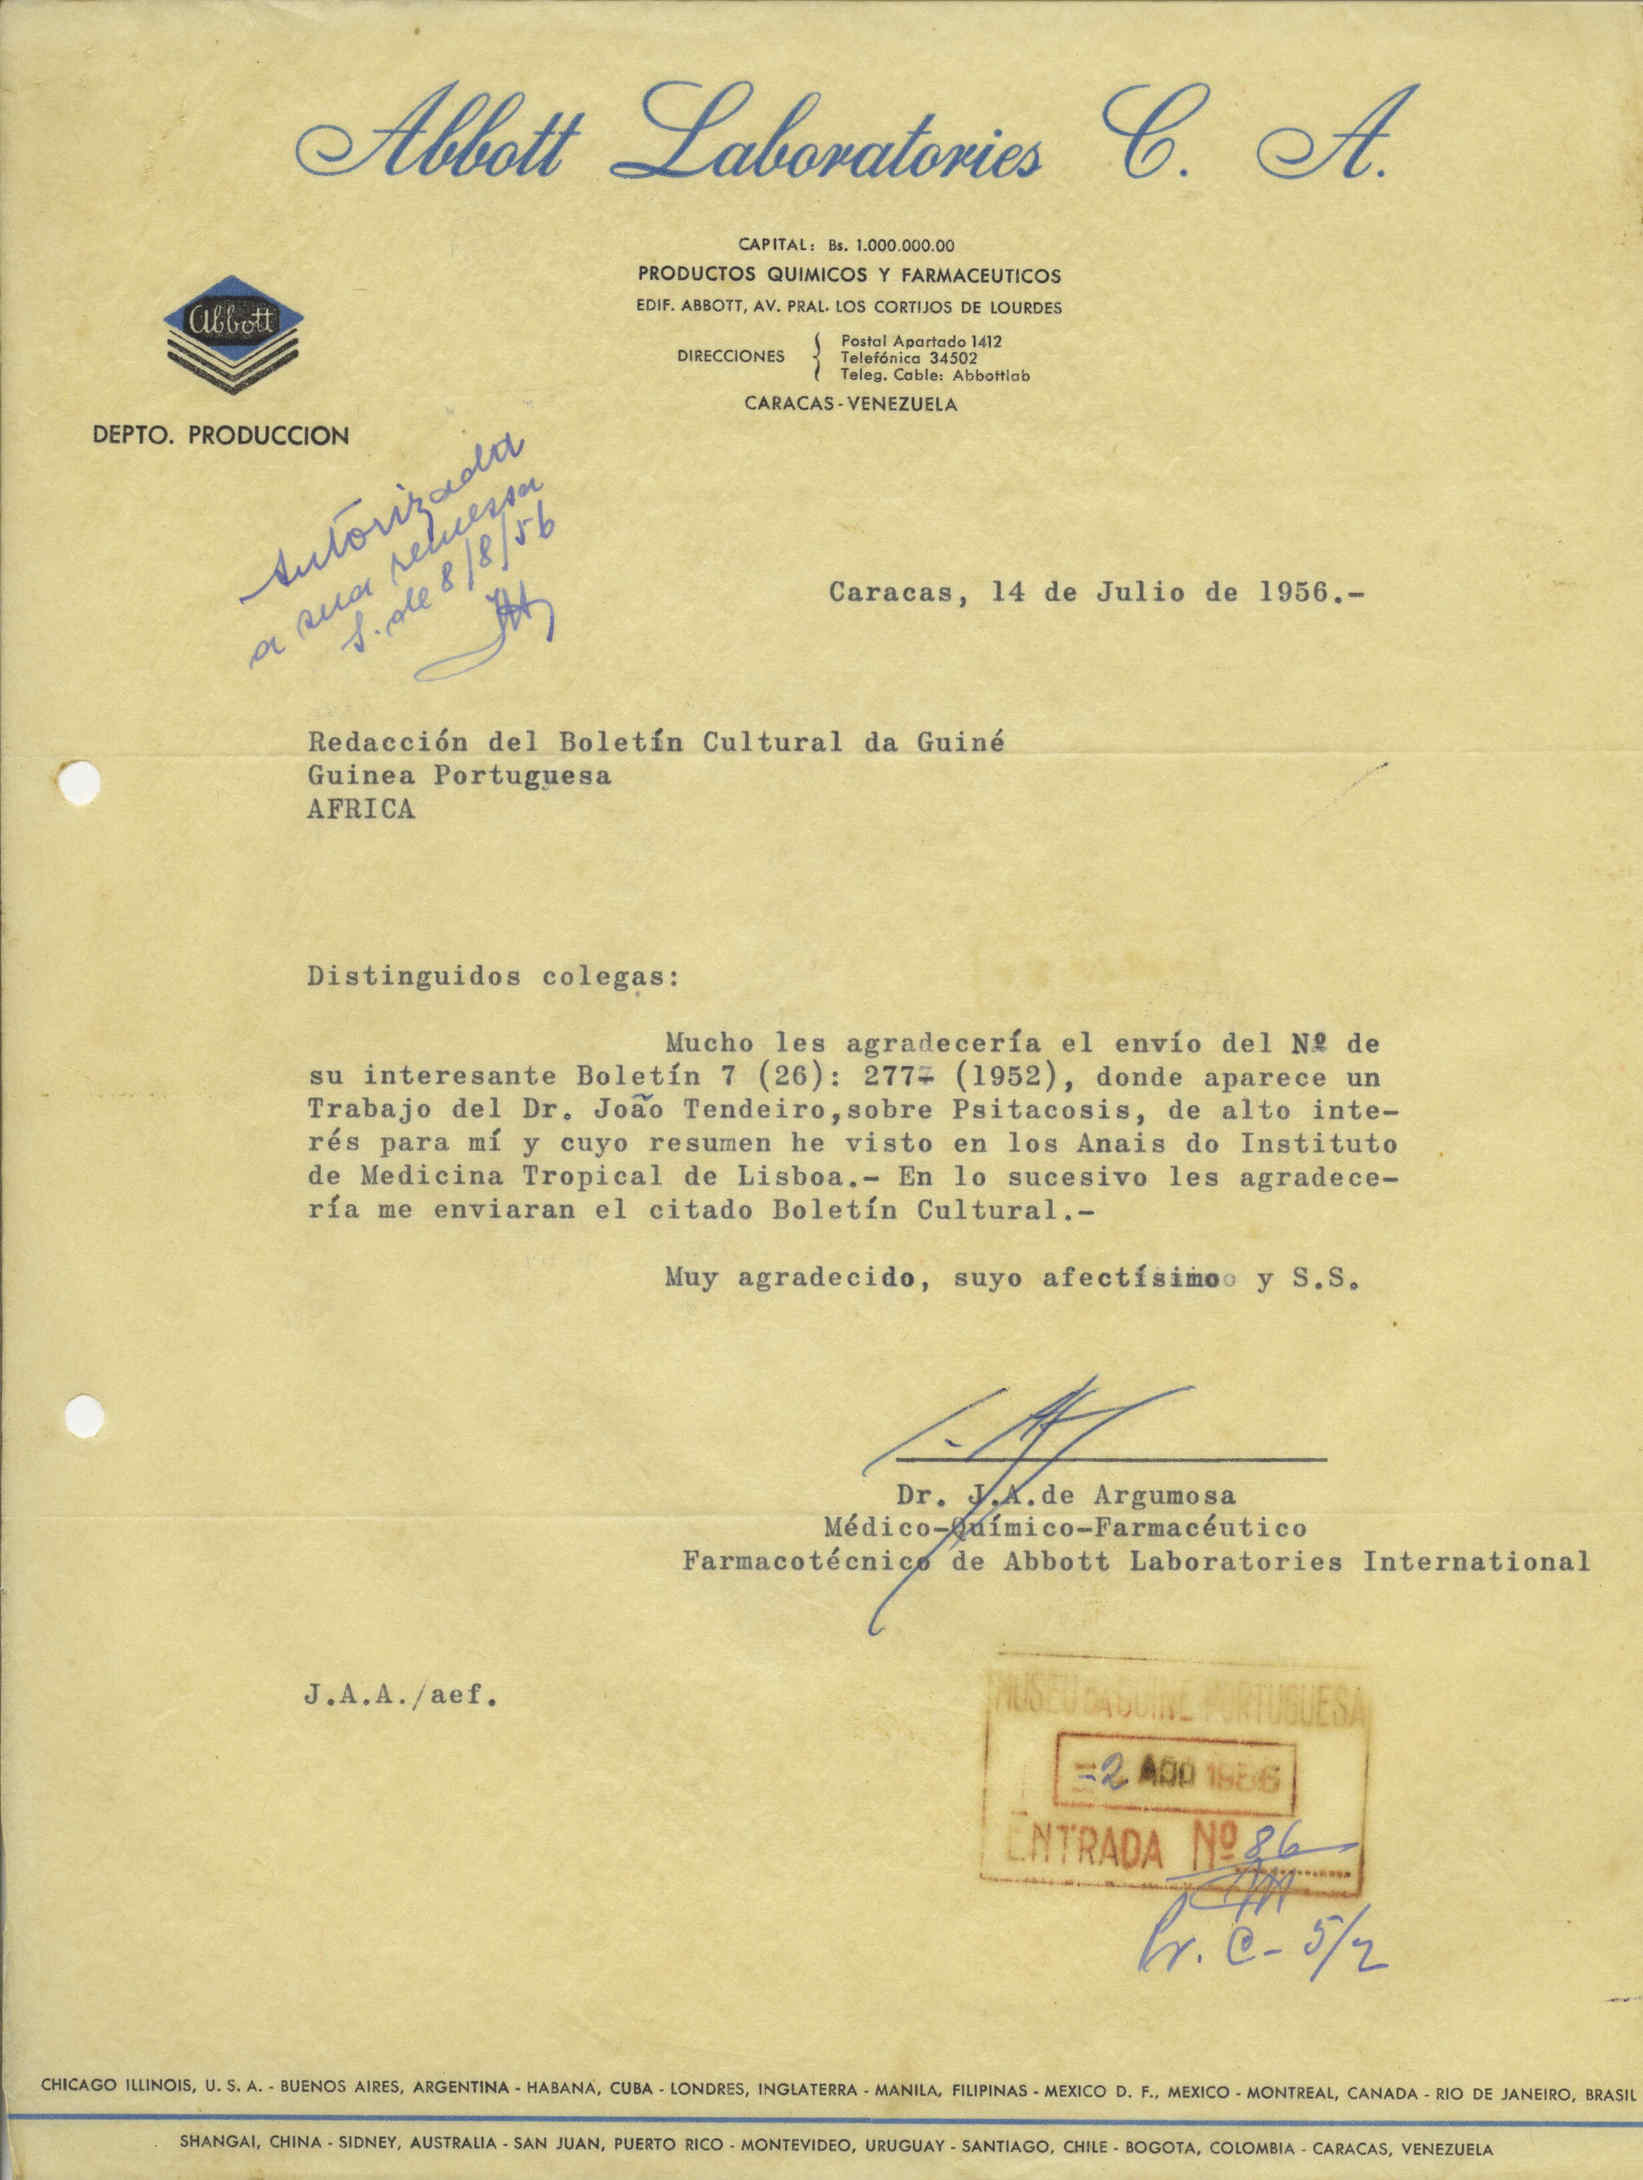 Abbott Laboratories C. A.
CAPITAL: Bs. 1.000.000.00
PRODUCTOS QUIMICOS Y FARMACEUTICOS
EDIF. ABBOTT, AV. PRAL. LOS CORTIJOS DE LOURDES
DIRECCIONES { Postal Apartado 1412
Telefónica 34502
Teleg. Cable: Abbottlab
CARACAS-VENEZUELA
abbott
DEPTO. PRODUCCION
Autorizada
a sua remessa
S. de 8/8/56
Caracas, 14 de Julio de 1956.-
Redacción del Boletín Cultural da Guiné
Guinea Portuguesa
AFRICA
Distinguidos colegas:
Mucho les agradecería el envío del Nº de
su interesante Boletín 7 (26): 277- (1952), donde aparece un
Trabajo del Dr. João Tendeiro,sobre Psitacosis, de alto inte-
rés para mí y cuyo resumen he visto en los Anais do Instituto
de Medicina Tropical de Lisboa.- En lo sucesivo les agradece-
ría me enviaran el citado Boletín Cultural.-
Muy agradecido, suyo afectísimo y S.S.
Dr. J.A.de Argumosa
Médico-Químico-Farmacéutico
Farmacotécnico de Abbott Laboratories International
J.A.A./aef.
MUSEU DA GUINÉ PORTUGUESA
-2 AGO 1956
ENTRADA Nº 86
C- 5/2
CHICAGO ILLINOIS, U. S. A. - BUENOS AIRES, ARGENTINA - HABANA, CUBA - LONDRES, INGLATERRA - MANILA, FILIPINAS - MEXICO D. F., MEXICO - MONTREAL, CANADA - RIO DE JANEIRO, BRASIL
SHANGAI, CHINA - SIDNEY, AUSTRALIA - SAN JUAN, PUERTO RICO - MONTEVIDEO, URUGUAY - SANTIAGO, CHILE - BOGOTA, COLOMBIA - CARACAS, VENEZUELA